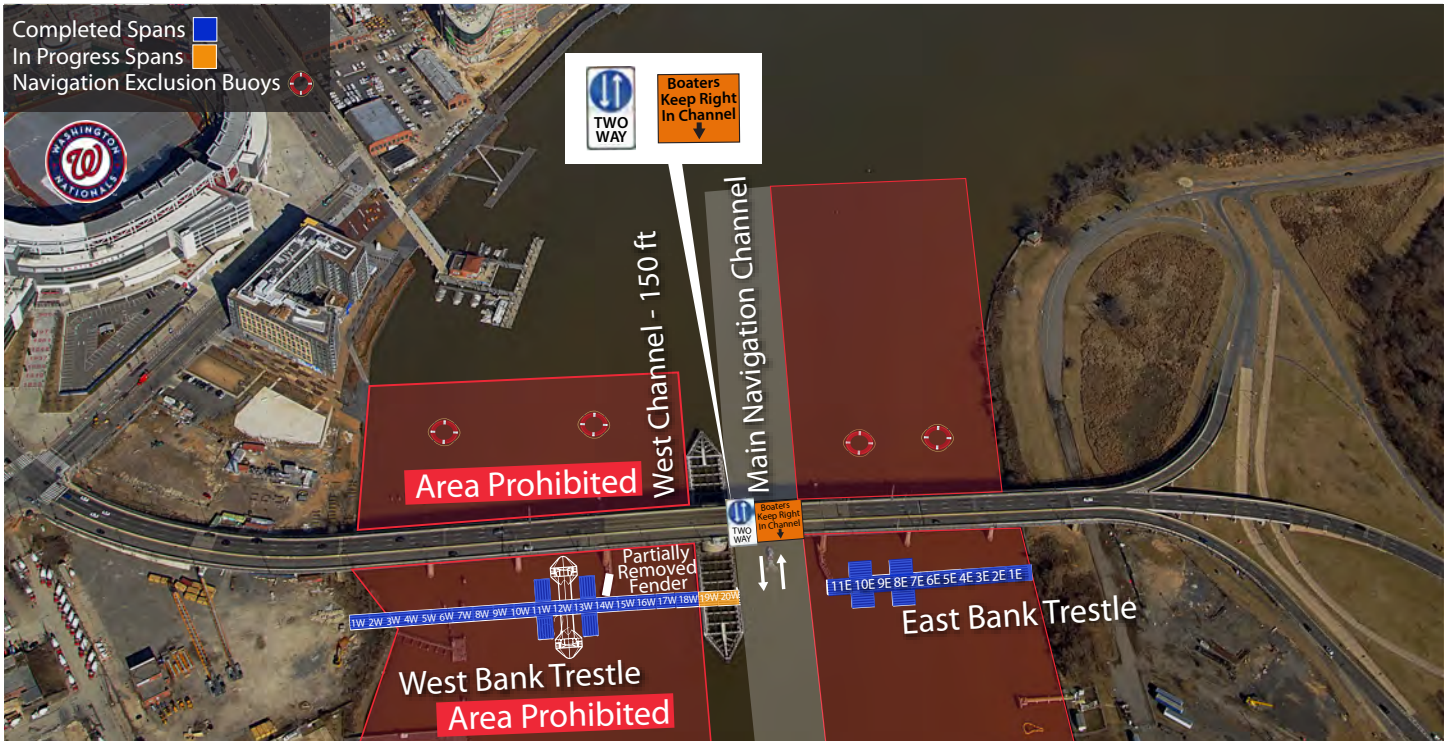 Completed Spans
In Progress Spans
Navigation Exclusion Buoys
WASHINGTON
W
NATIONALS
TWO
WAY
Boaters
Keep Right
In Channel
West Channel - 150 ft
Main Navigation Channel
Area Prohibited
TWO
WAY
Boaters
Keep Right
In Channel
Partially
Removed
Fender
1W 2W 3W 4W 5W 6W 7W 8W 9W 10W 11W 12W 13W 14W 15W 16W 17W 18W 19W 20W
11E 10E 9E 8E 7E 6E 5E 4E 3E 2E 1E
East Bank Trestle
West Bank Trestle
Area Prohibited